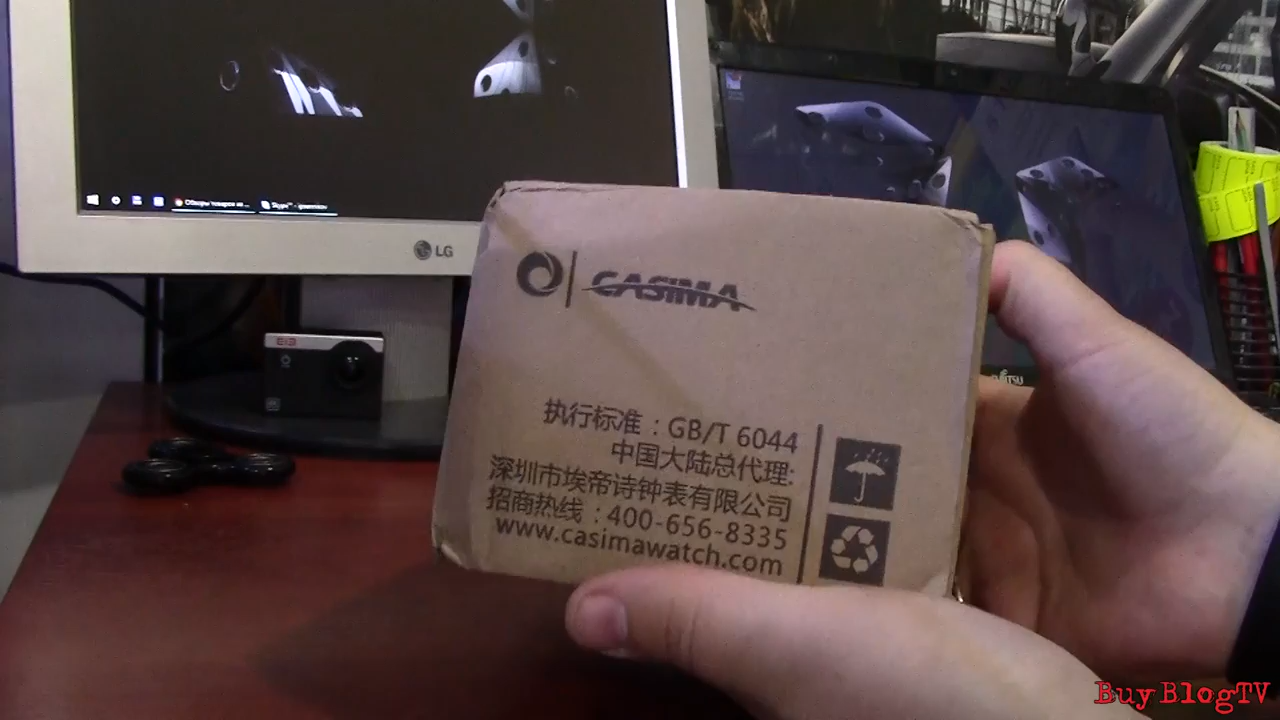 LG
CASIMA
执行标准：GB/T 6044
中国大陆总代理:
深圳市埃帝诗钟表有限公司
招商热线：400-656-8335
www.casimawatch.com
Buy BlogTV